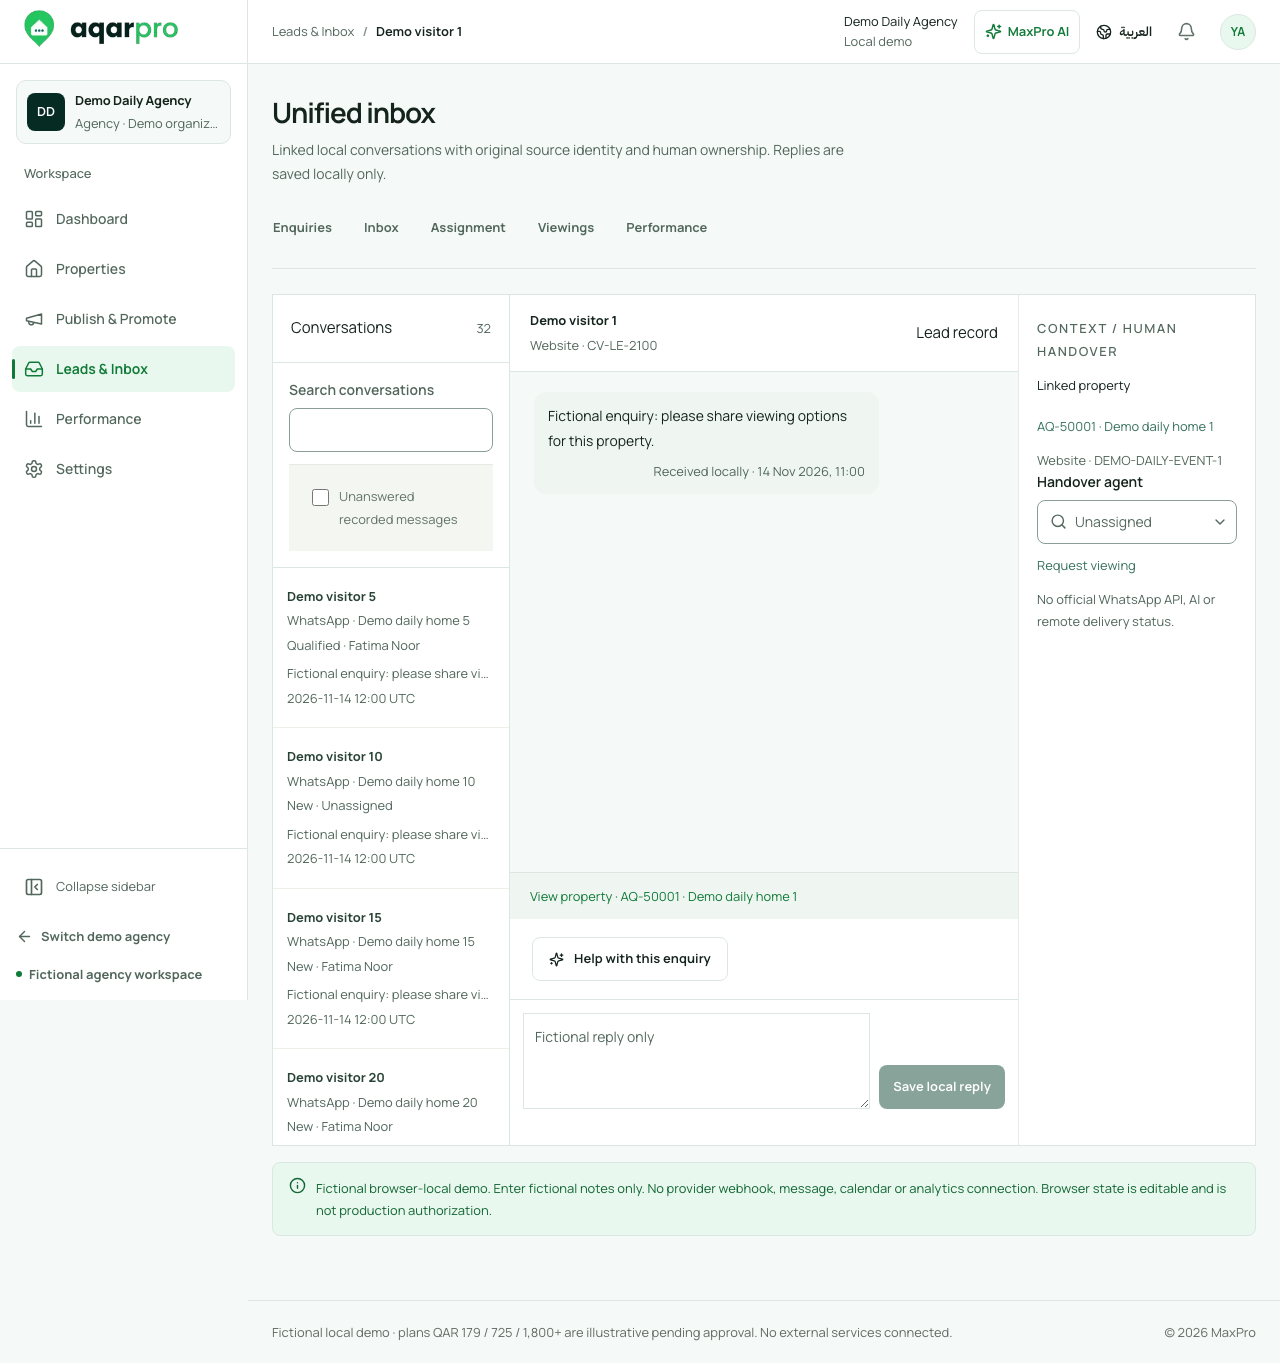 aqarpro
Leads & Inbox / Demo visitor 1
Demo Daily Agency
Local demo
MaxPro AI
العربية
YA
DD
Demo Daily Agency
Agency · Demo organiz...
Workspace
Dashboard
Properties
Publish & Promote
Leads & Inbox
Performance
Settings
Collapse sidebar
Switch demo agency
Fictional agency workspace
Unified inbox
Linked local conversations with original source identity and human ownership. Replies are
saved locally only.
Enquiries
Inbox
Assignment
Viewings
Performance
Conversations
32
Search conversations
Unanswered
recorded messages
Demo visitor 5
WhatsApp · Demo daily home 5
Qualified · Fatima Noor
Fictional enquiry: please share vi...
2026-11-14 12:00 UTC
Demo visitor 10
WhatsApp · Demo daily home 10
New · Unassigned
Fictional enquiry: please share vi...
2026-11-14 12:00 UTC
Demo visitor 15
WhatsApp · Demo daily home 15
New · Fatima Noor
Fictional enquiry: please share vi...
2026-11-14 12:00 UTC
Demo visitor 20
WhatsApp · Demo daily home 20
New · Fatima Noor
Demo visitor 1
Website · CV-LE-2100
Lead record
Fictional enquiry: please share viewing options
for this property.
Received locally · 14 Nov 2026, 11:00
View property · AQ-50001 · Demo daily home 1
Help with this enquiry
Fictional reply only
Save local reply
CONTEXT / HUMAN
HANDOVER
Linked property
AQ-50001 · Demo daily home 1
Website · DEMO-DAILY-EVENT-1
Handover agent
Unassigned
Request viewing
No official WhatsApp API, AI or
remote delivery status.
Fictional browser-local demo. Enter fictional notes only. No provider webhook, message, calendar or analytics connection. Browser state is editable and is
not production authorization.
Fictional local demo · plans QAR 179 / 725 / 1,800+ are illustrative pending approval. No external services connected.
© 2026 MaxPro